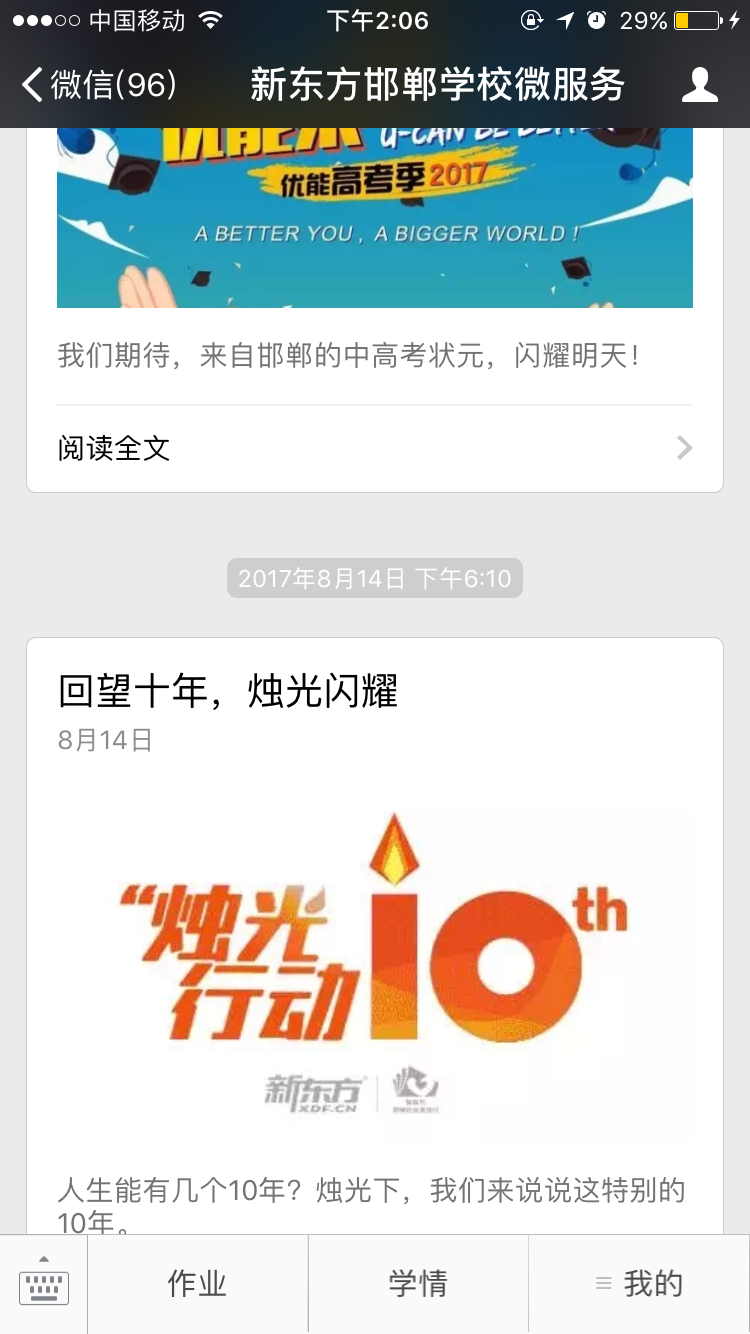 中国移动 下午2:06 29%
微信(96) 新东方邯郸学校微服务
U-CAN BE BETTER
优能高考季2017
A BETTER YOU , A BIGGER WORLD !
我们期待，来自邯郸的中高考状元，闪耀明天！
阅读全文
2017年8月14日 下午6:10
回望十年，烛光闪耀
8月14日
“烛光
行动
10th
新东方
XDF.CN
人生能有几个10年？烛光下，我们来说说这特别的
10年。
作业 学情 我的